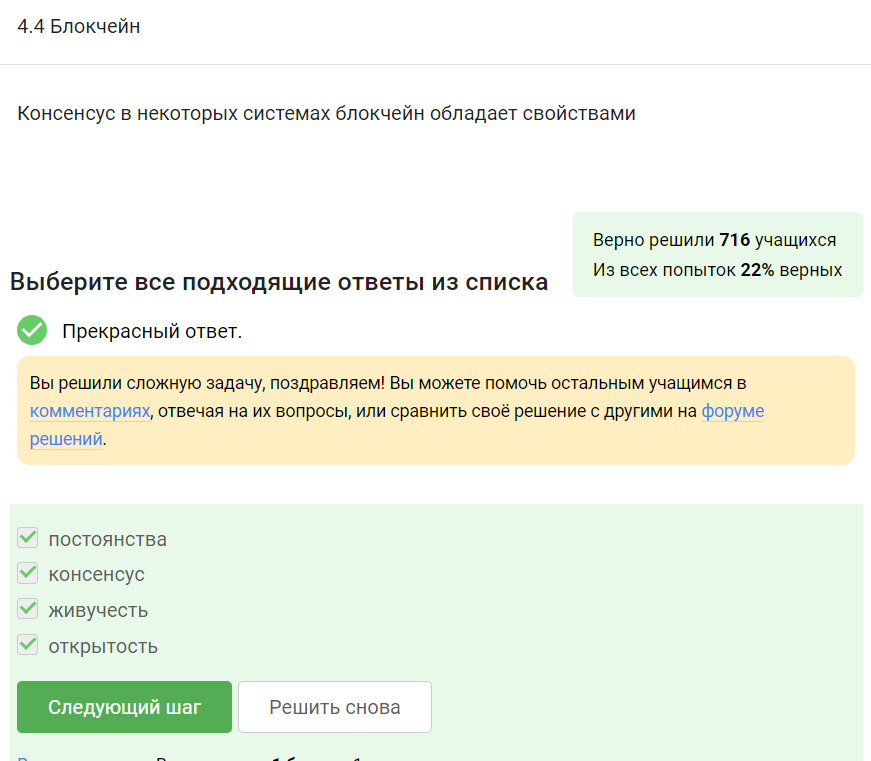 4.4 Блокчейн
Консенсус в некоторых системах блокчейн обладает свойствами
Верно решили 716 учащихся
Из всех попыток 22% верных
Выберите все подходящие ответы из списка
Прекрасный ответ.
Вы решили сложную задачу, поздравляем! Вы можете помочь остальным учащимся в
комментариях, отвечая на их вопросы, или сравнить своё решение с другими на форуме
решений.
постоянства
консенсус
живучесть
открытость
Следующий шаг
Решить снова